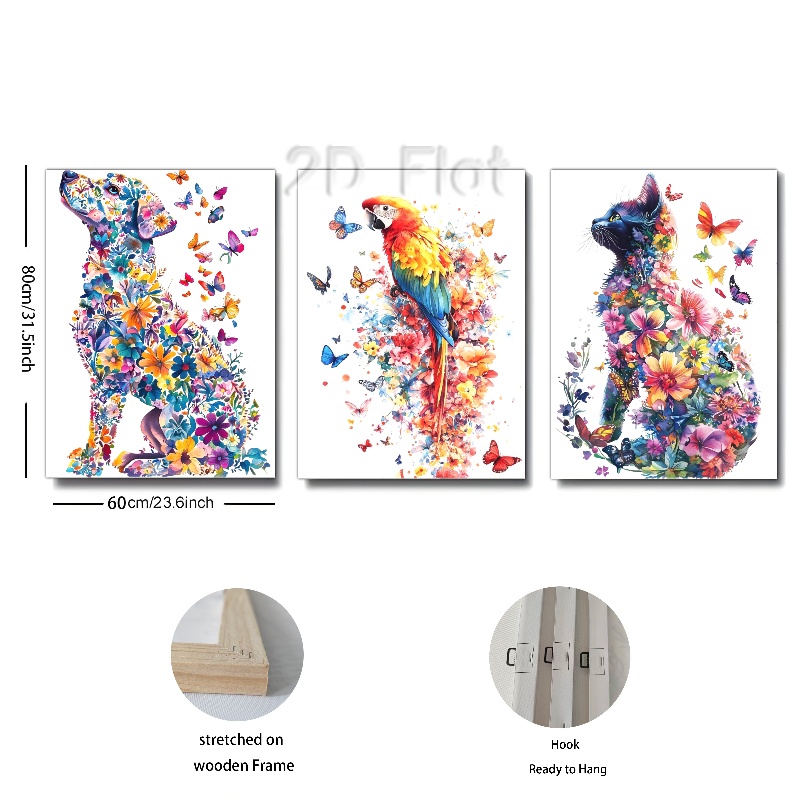 2D Flat
80cm/31.5inch
60cm/23.6inch
stretched on
wooden Frame
Hook
Ready to Hang